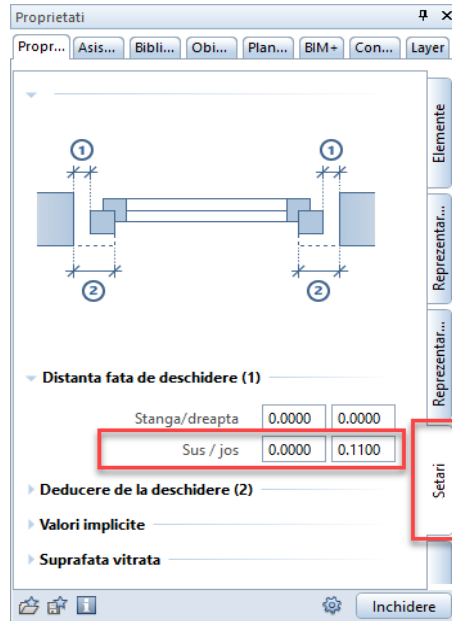 Proprietati
Propr... Asis... Bibli... Obi... Plan... BIM+ Con... Layer
Elemente
1 1
2 2
Reprezentar...
Reprezentar...
Distanta fata de deschidere (1)
Stanga/dreapta 0.0000 0.0000
Sus / jos 0.0000 0.1100
Setari
Deducere de la deschidere (2)
Valori implicite
Suprafata vitrata
Inchidere